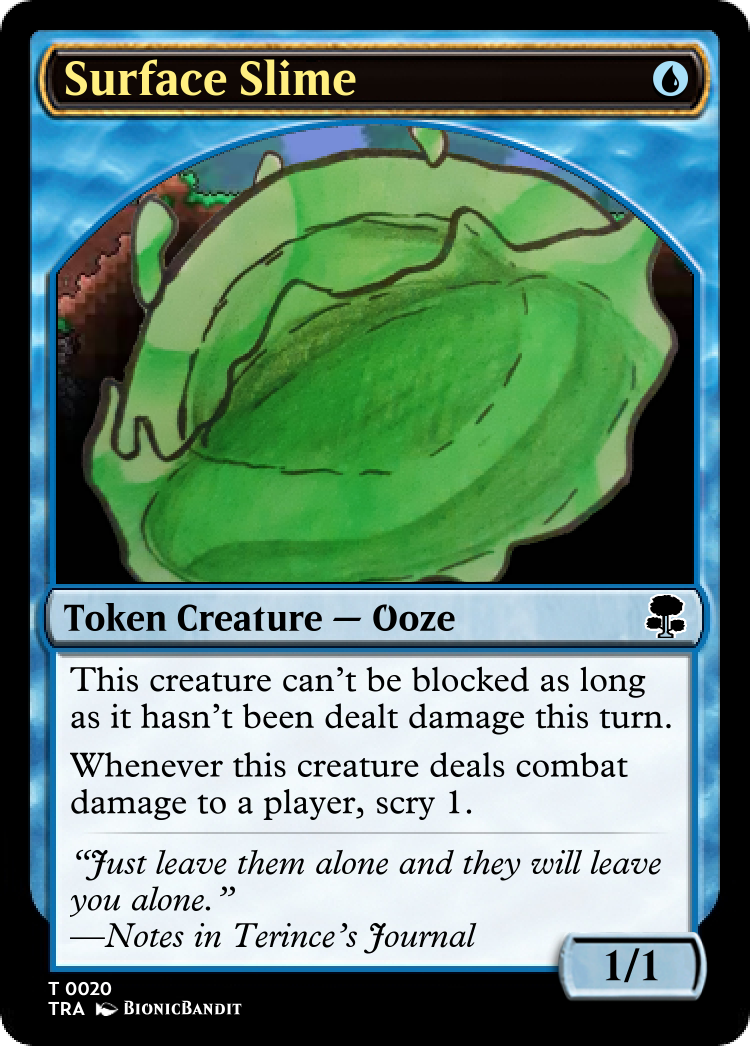 Surface Slime
Token Creature — Ooze
This creature can't be blocked as long
as it hasn't been dealt damage this turn.
Whenever this creature deals combat
damage to a player, scry 1.
“Just leave them alone and they will leave
you alone.”
—Notes in Terince's Journal
1/1
T 0020
TRA BionicBandit